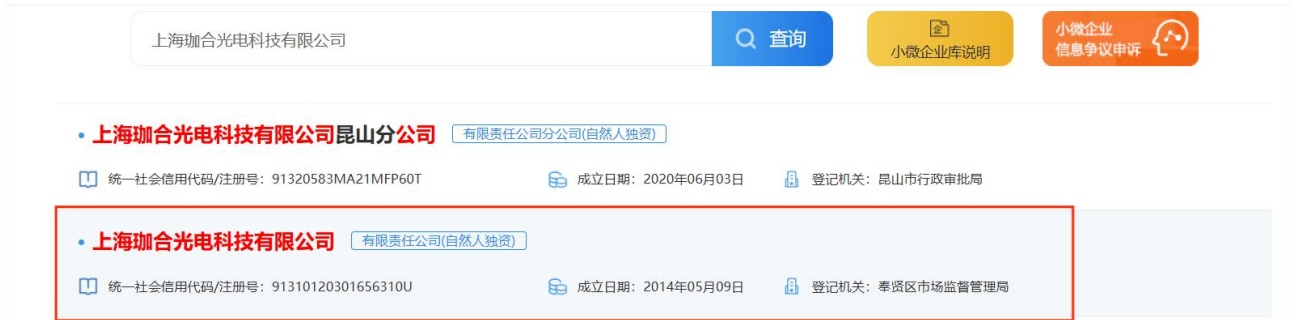 上海珈合光电科技有限公司
查询
小微企业库说明
小微企业
信息争议申诉
上海珈合光电科技有限公司昆山分公司 有限责任公司分公司(自然人独资)
统一社会信用代码/注册号：91320583MA21MFP60T 成立日期：2020年06月03日 登记机关：昆山市行政审批局
上海珈合光电科技有限公司 有限责任公司(自然人独资)
统一社会信用代码/注册号：91310120301656310U 成立日期：2014年05月09日 登记机关：奉贤区市场监督管理局